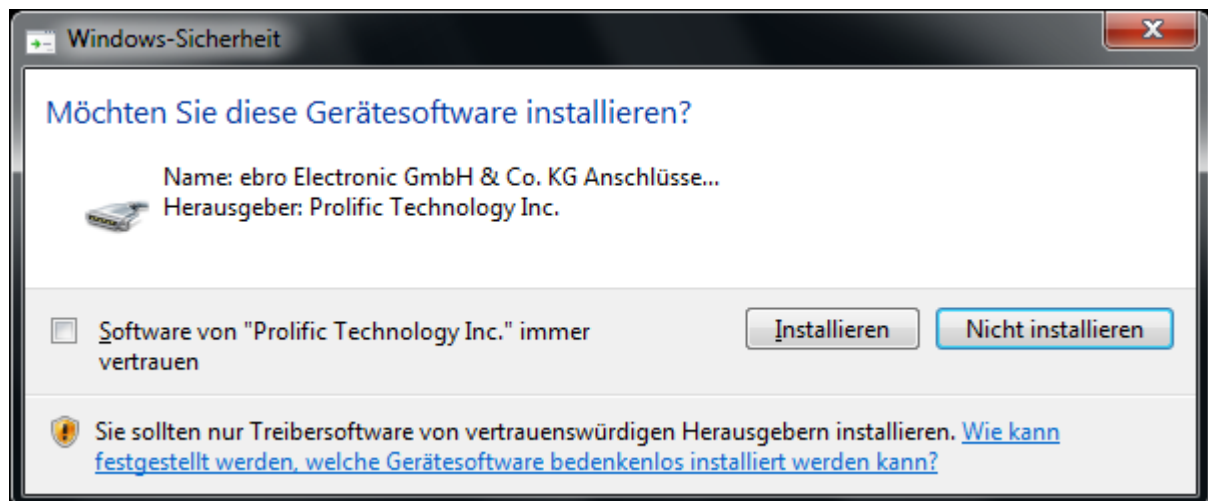 Windows-Sicherheit
Möchten Sie diese Gerätesoftware installieren?
Name: ebro Electronic GmbH & Co. KG Anschlüsse...
Herausgeber: Prolific Technology Inc.
Software von "Prolific Technology Inc." immer
vertrauen
Installieren
Nicht installieren
Sie sollten nur Treibersoftware von vertrauenswürdigen Herausgebern installieren. Wie kann
festgestellt werden, welche Gerätesoftware bedenkenlos installiert werden kann?